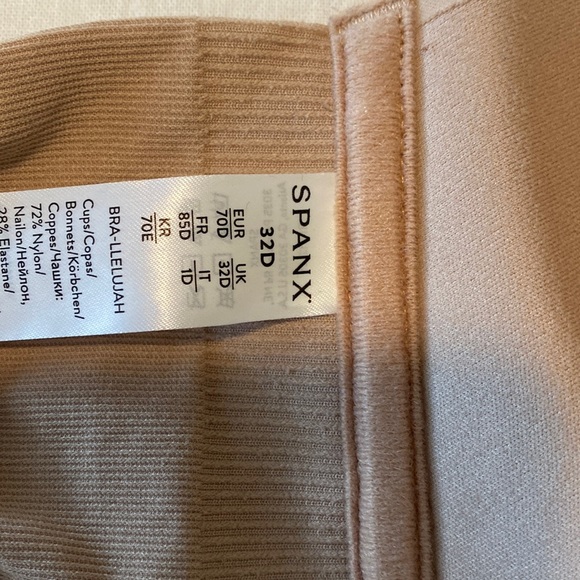 SPANX
32D
EUR UK
70D 32D
FR IT
85D 1D
KR
70E
BRA-LLELUJAH
Cups/Copas/
Bonnets/Körbchen/
Coppes/Чашки:
72% Nylon/
Nailon/Нейлон,
28% Elastane/